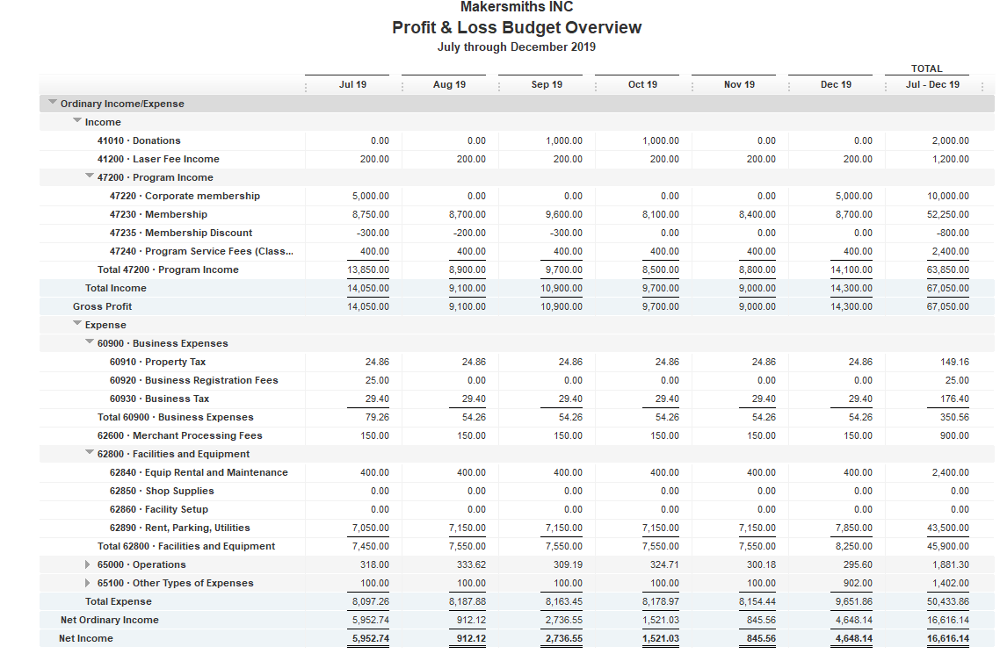 Makersmiths INC
Profit & Loss Budget Overview
July through December 2019
TOTAL
Jul 19 Aug 19 Sep 19 Oct 19 Nov 19 Dec 19 Jul - Dec 19
Ordinary Income/Expense
Income
41010 · Donations 0.00 0.00 1,000.00 1,000.00 0.00 0.00 2,000.00
41200 · Laser Fee Income 200.00 200.00 200.00 200.00 200.00 200.00 1,200.00
47200 · Program Income
47220 · Corporate membership 5,000.00 0.00 0.00 0.00 0.00 5,000.00 10,000.00
47230 · Membership 8,750.00 8,700.00 9,600.00 8,100.00 8,400.00 8,700.00 52,250.00
47235 · Membership Discount -300.00 -200.00 -300.00 0.00 0.00 0.00 -800.00
47240 · Program Service Fees (Class... 400.00 400.00 400.00 400.00 400.00 400.00 2,400.00
Total 47200 · Program Income 13,850.00 8,900.00 9,700.00 8,500.00 8,800.00 14,100.00 63,850.00
Total Income 14,050.00 9,100.00 10,900.00 9,700.00 9,000.00 14,300.00 67,050.00
Gross Profit 14,050.00 9,100.00 10,900.00 9,700.00 9,000.00 14,300.00 67,050.00
Expense
60900 · Business Expenses
60910 · Property Tax 24.86 24.86 24.86 24.86 24.86 24.86 149.16
60920 · Business Registration Fees 25.00 0.00 0.00 0.00 0.00 0.00 25.00
60930 · Business Tax 29.40 29.40 29.40 29.40 29.40 29.40 176.40
Total 60900 · Business Expenses 79.26 54.26 54.26 54.26 54.26 54.26 350.56
62600 · Merchant Processing Fees 150.00 150.00 150.00 150.00 150.00 150.00 900.00
62800 · Facilities and Equipment
62840 · Equip Rental and Maintenance 400.00 400.00 400.00 400.00 400.00 400.00 2,400.00
62850 · Shop Supplies 0.00 0.00 0.00 0.00 0.00 0.00 0.00
62860 · Facility Setup 0.00 0.00 0.00 0.00 0.00 0.00 0.00
62890 · Rent, Parking, Utilities 7,050.00 7,150.00 7,150.00 7,150.00 7,150.00 7,850.00 43,500.00
Total 62800 · Facilities and Equipment 7,450.00 7,550.00 7,550.00 7,550.00 7,550.00 8,250.00 45,900.00
65000 · Operations 318.00 333.62 309.19 324.71 300.18 295.60 1,881.30
65100 · Other Types of Expenses 100.00 100.00 100.00 100.00 100.00 902.00 1,402.00
Total Expense 8,097.26 8,187.88 8,163.45 8,178.97 8,154.44 9,651.86 50,433.86
Net Ordinary Income 5,952.74 912.12 2,736.55 1,521.03 845.56 4,648.14 16,616.14
Net Income 5,952.74 912.12 2,736.55 1,521.03 845.56 4,648.14 16,616.14